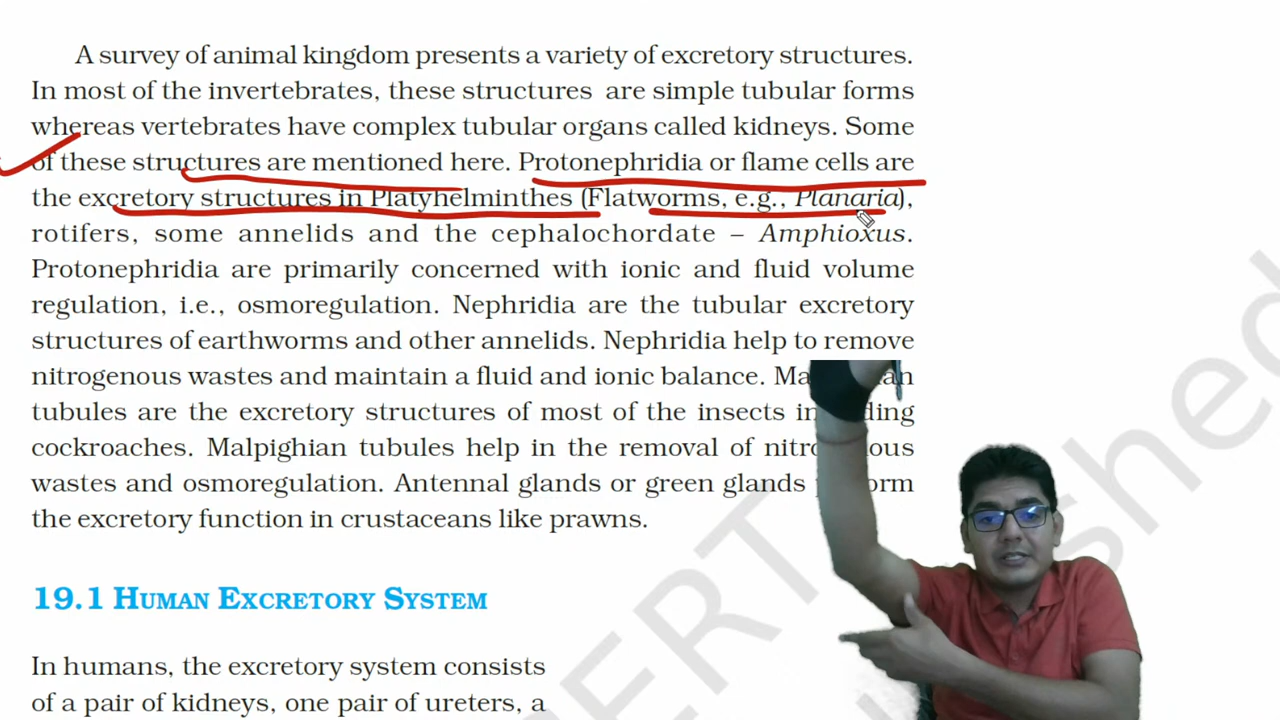 A survey of animal kingdom presents a variety of excretory structures.
In most of the invertebrates, these structures are simple tubular forms
whereas vertebrates have complex tubular organs called kidneys. Some
of these structures are mentioned here. Protonephridia or flame cells are
the excretory structures in Platyhelminthes (Flatworms, e.g., Planaria),
rotifers, some annelids and the cephalochordate – Amphioxus.
Protonephridia are primarily concerned with ionic and fluid volume
regulation, i.e., osmoregulation. Nephridia are the tubular excretory
structures of earthworms and other annelids. Nephridia help to remove
nitrogenous wastes and maintain a fluid and ionic balance.
tubules are the excretory structures of most of the insects
cockroaches. Malpighian tubules help in the removal of
wastes and osmoregulation. Antennal glands or green glands
the excretory function in crustaceans like prawns.
19.1 HUMAN EXCRETORY SYSTEM
In humans, the excretory system consists
of a pair of kidneys, one pair of ureters, a